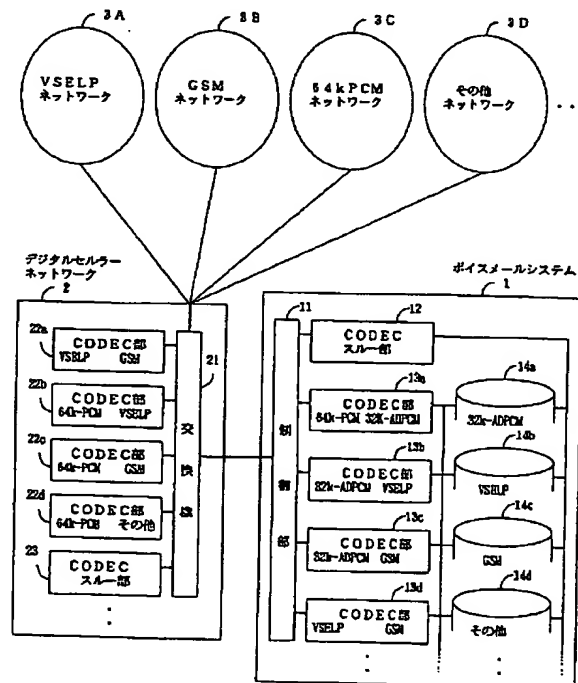 3A
3B
3C
3D
VSELP
ネットワーク
GSM
ネットワーク
64kPCM
ネットワーク
その他
ネットワーク
デジタルセルラー
ネットワーク
2
22a
CODEC部
VSELP GSM
22b
CODEC部
64k-PCM VSELP
22c
CODEC部
64k-PCM GSM
22d
CODEC部
64k-PCM その他
23
CODEC
スルー部
21
交換機
ボイスメールシステム
1
11
制御部
12
CODEC
スルー部
13a
CODEC部
64k-PCM 32K-ADPCM
14a
32k-ADPCM
13b
CODEC部
32k-ADPCM VSELP
14b
VSELP
13c
CODEC部
32k-ADPCM GSM
14c
GSM
13d
CODEC部
VSELP GSM
14d
その他